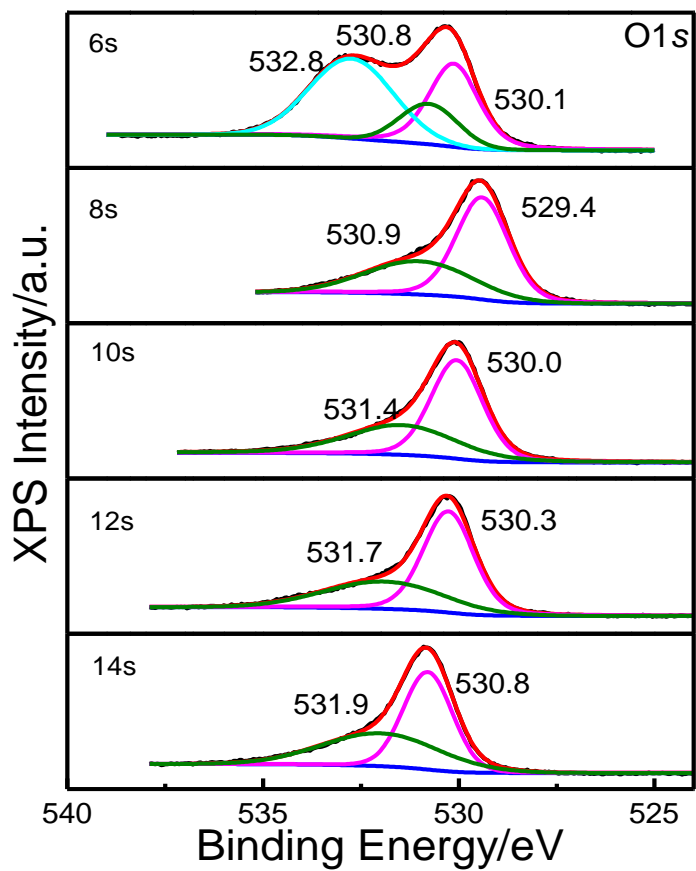 6s
530.8
O1s
532.8
530.1
8s
529.4
530.9
10s
530.0
531.4
12s
530.3
531.7
14s
530.8
531.9
540
535
530
525
Binding Energy/eV
XPS Intensity/a.u.